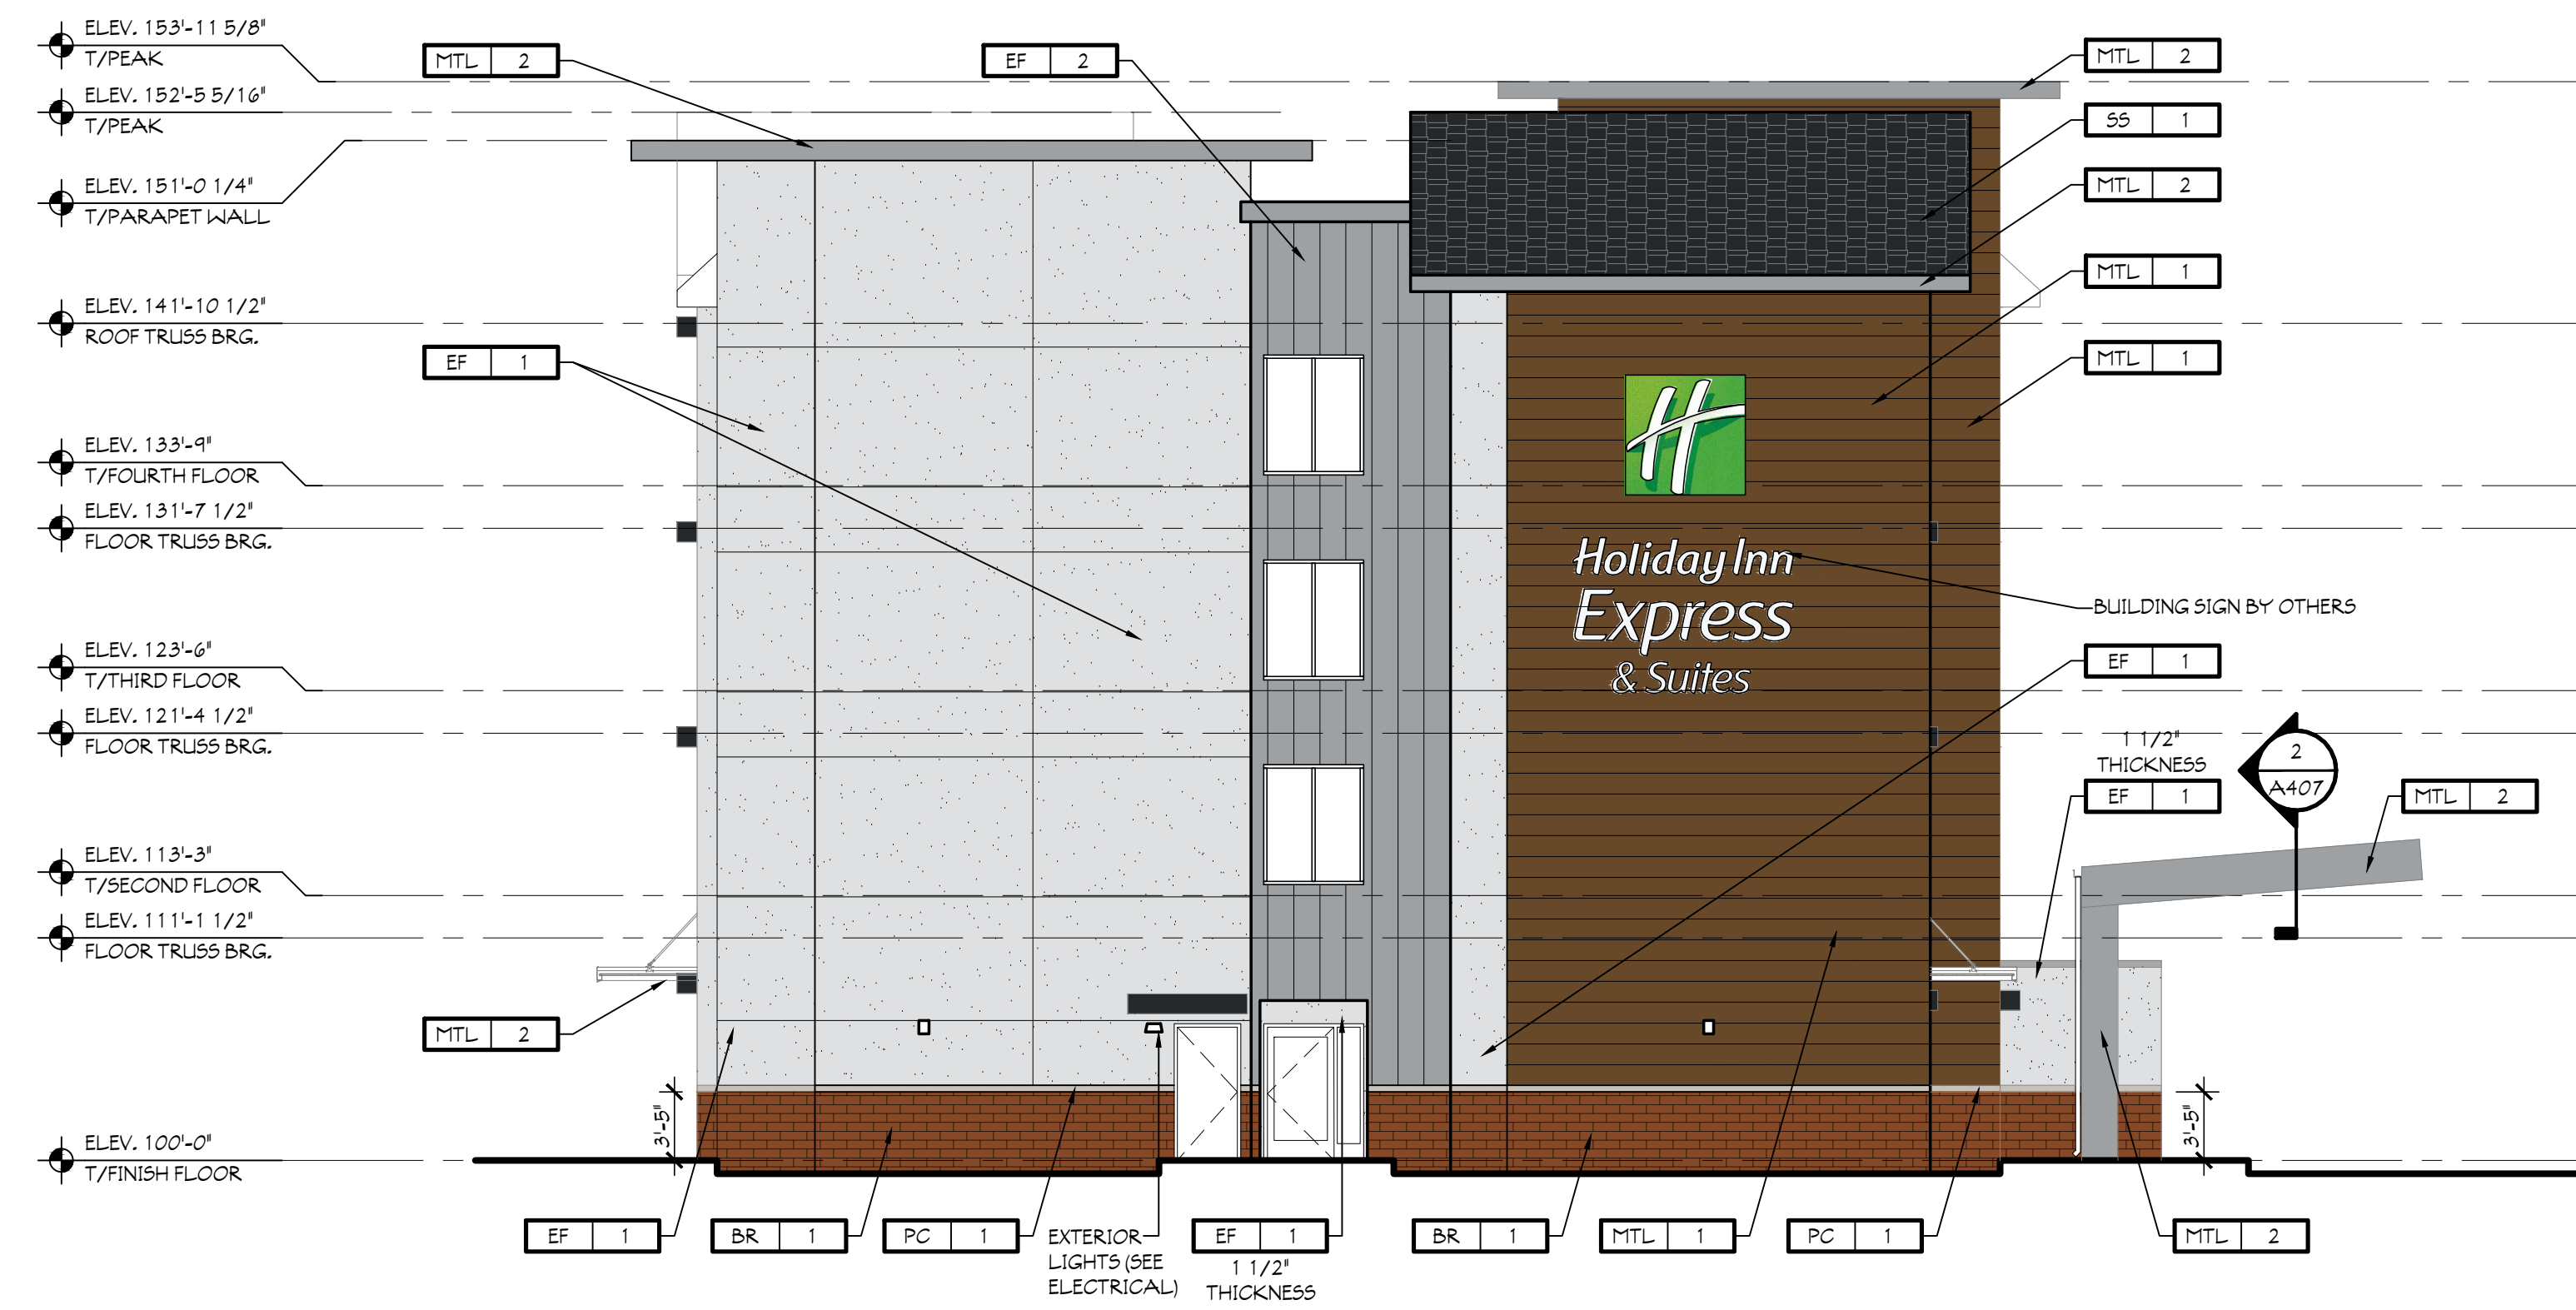 ELEV. 153'-11 5/8"
T/PEAK
ELEV. 152'-5 5/16"
T/PEAK
ELEV. 151'-0 1/4"
T/PARAPET WALL
ELEV. 141'-10 1/2"
ROOF TRUSS BRG.
ELEV. 133'-9"
T/FOURTH FLOOR
ELEV. 131'-7 1/2"
FLOOR TRUSS BRG.
ELEV. 123'-6"
T/THIRD FLOOR
ELEV. 121'-4 1/2"
FLOOR TRUSS BRG.
ELEV. 113'-3"
T/SECOND FLOOR
ELEV. 111'-1 1/2"
FLOOR TRUSS BRG.
ELEV. 100'-0"
T/FINISH FLOOR
MTL 2
EF 1
MTL 2
3'-5"
EF 2
H
Holiday Inn
Express
& Suites
MTL 2
SS 1
MTL 2
MTL 1
MTL 1
BUILDING SIGN BY OTHERS
EF 1
1 1/2"
THICKNESS
EF 1
2
A407
MTL 2
3'-5"
EF 1
BR 1
PC 1
EXTERIOR
LIGHTS (SEE
ELECTRICAL)
EF 1
1 1/2"
THICKNESS
BR 1
MTL 1
PC 1
MTL 2